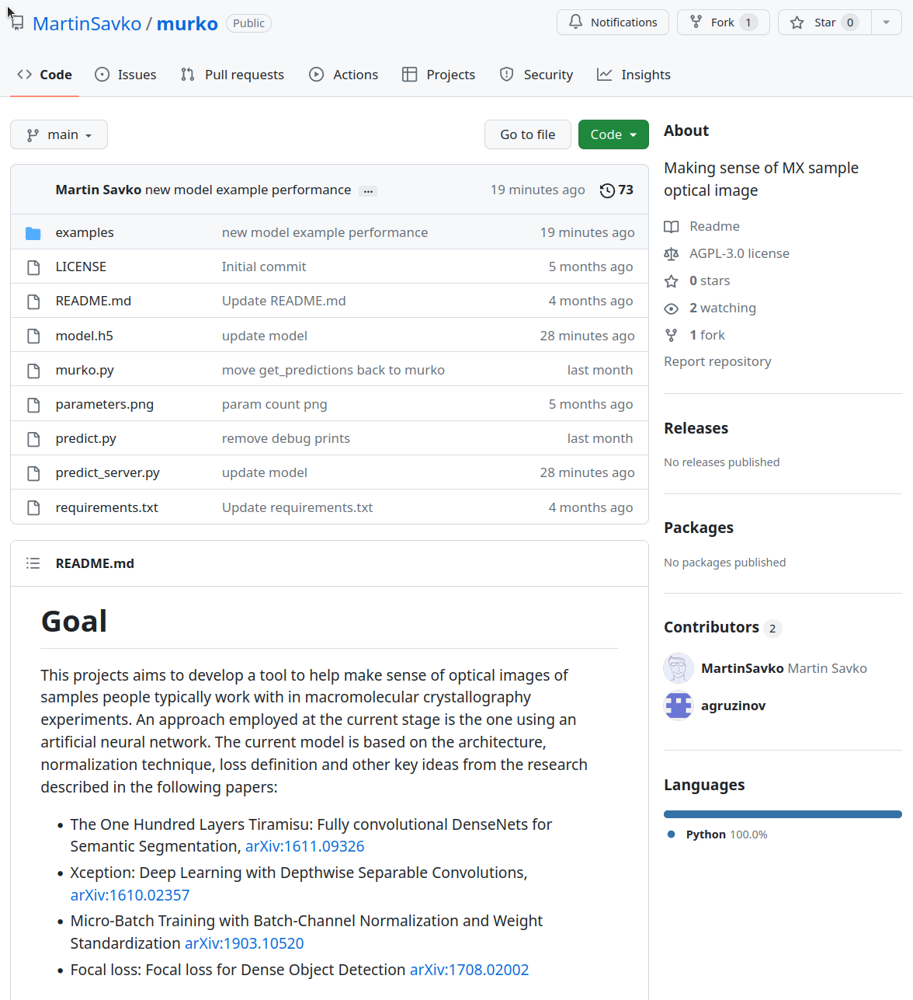 MartinSavko / murko Public Notifications Fork 1 Star 0
Code Issues Pull requests Actions Projects Security Insights
main Go to file Code
Martin Savko new model example performance ... 19 minutes ago 73
examples new model example performance 19 minutes ago
LICENSE Initial commit 5 months ago
README.md Update README.md 4 months ago
model.h5 update model 28 minutes ago
murko.py move get_predictions back to murko last month
parameters.png param count png 5 months ago
predict.py remove debug prints last month
predict_server.py update model 28 minutes ago
requirements.txt Update requirements.txt 4 months ago
README.md
Goal
This projects aims to develop a tool to help make sense of optical images of
samples people typically work with in macromolecular crystallography
experiments. An approach employed at the current stage is the one using an
artificial neural network. The current model is based on the architecture,
normalization technique, loss definition and other key ideas from the research
described in the following papers:
• The One Hundred Layers Tiramisu: Fully convolutional DenseNets for
Semantic Segmentation, arXiv:1611.09326
• Xception: Deep Learning with Depthwise Separable Convolutions,
arXiv:1610.02357
• Micro-Batch Training with Batch-Channel Normalization and Weight
Standardization arXiv:1903.10520
• Focal loss: Focal loss for Dense Object Detection arXiv:1708.02002
About
Making sense of MX sample
optical image
Readme
AGPL-3.0 license
0 stars
2 watching
1 fork
Report repository
Releases
No releases published
Packages
No packages published
Contributors 2
MartinSavko Martin Savko
agruzinov
Languages
Python 100.0%